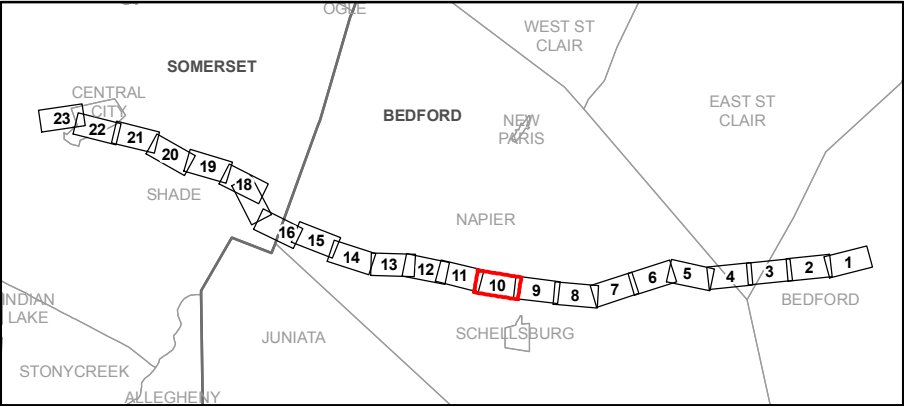 OGLE
WEST ST
CLAIR
SOMERSET
CENTRAL
CITY
EAST ST
CLAIR
BEDFORD
NEW
PARIS
23
22
21
20
19
18
SHADE
NAPIER
16
15
14
13
12
11
10
9
8
7
6
5
4
3
2
1
INDIAN
LAKE
BEDFORD
JUNIATA
SCHELLSBURG
STONYCREEK
ALLEGHENY